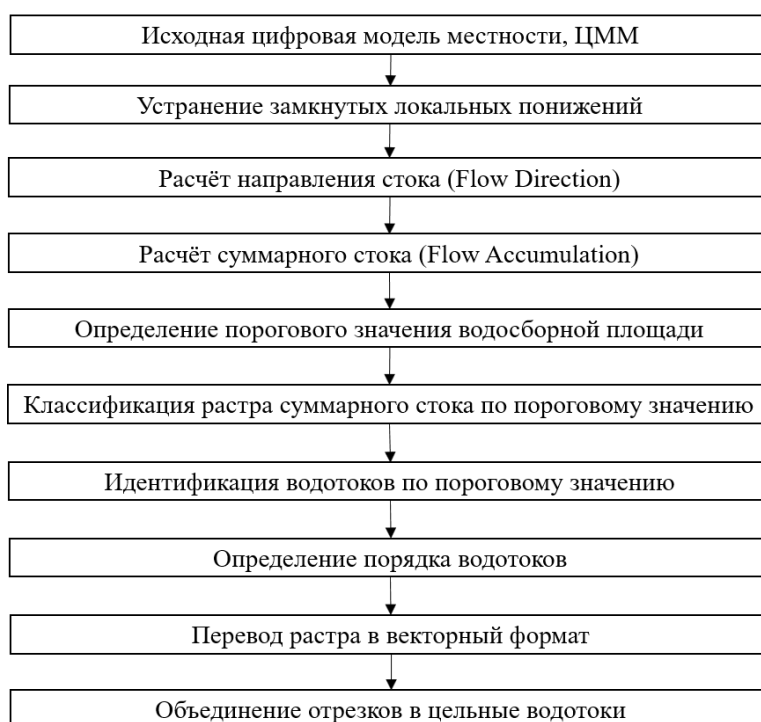 Исходная цифровая модель местности, ЦММ
Устранение замкнутых локальных понижений
Расчёт направления стока (Flow Direction)
Расчёт суммарного стока (Flow Accumulation)
Определение порогового значения водосборной площади
Классификация растра суммарного стока по пороговому значению
Идентификация водотоков по пороговому значению
Определение порядка водотоков
Перевод растра в векторный формат
Объединение отрезков в цельные водотоки